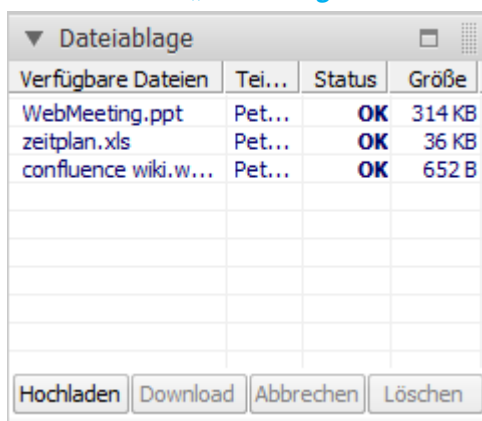 Dateiablage
Verfügbare Dateien Tei... Status Größe
WebMeeting.ppt Pet... OK 314 KB
zeitplan.xls Pet... OK 36 KB
confluence wiki.w... Pet... OK 652 B
Hochladen Download Abbrechen Löschen